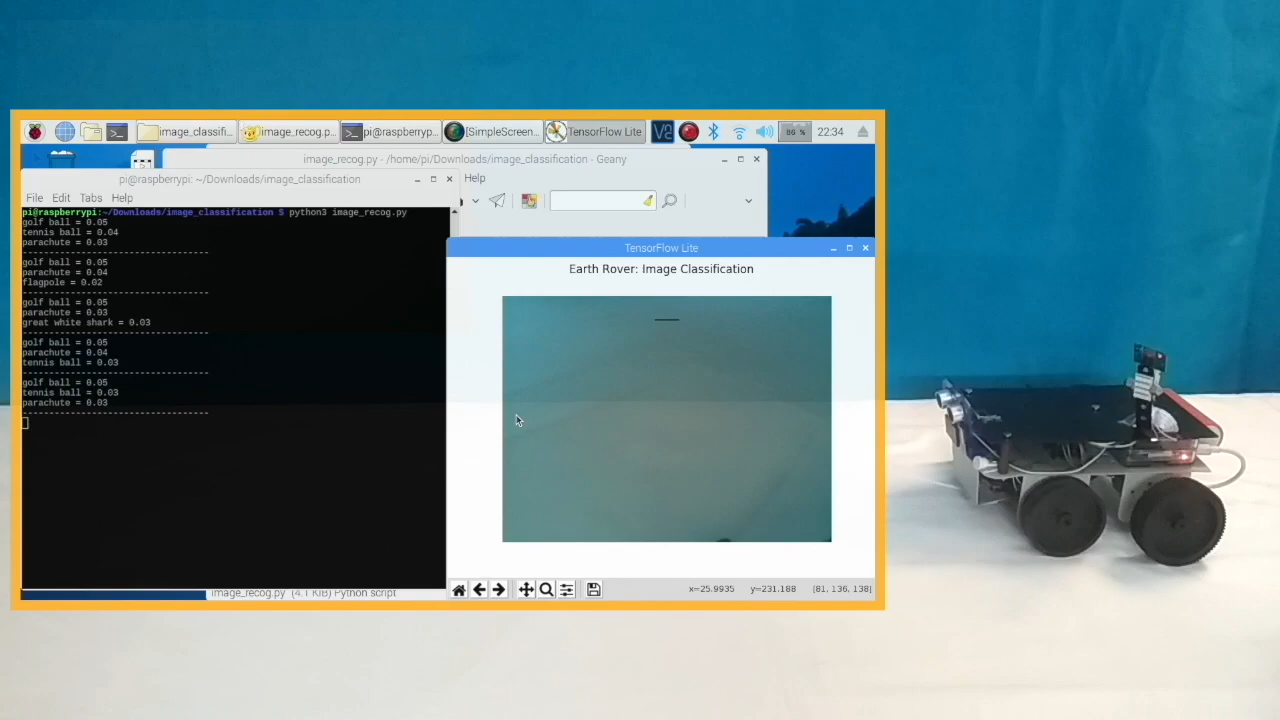 image_classifi...
image_recog.p...
pi@raspberryp...
[SimpleScreen...
TensorFlow Lite
V2
86 %
22:34
image_recog.py - /home/pi/Downloads/image_classification - Geany
Help
pi@raspberrypi: ~/Downloads/image_classification
File Edit Tabs Help
pi@raspberrypi:~/Downloads/image_classification $ python3 image_recog.py
golf ball = 0.05
tennis ball = 0.04
parachute = 0.03
----------------------------------
golf ball = 0.05
parachute = 0.04
flagpole = 0.02
----------------------------------
golf ball = 0.05
parachute = 0.03
great white shark = 0.03
----------------------------------
golf ball = 0.05
parachute = 0.04
tennis ball = 0.03
----------------------------------
golf ball = 0.05
tennis ball = 0.03
parachute = 0.03
----------------------------------
TensorFlow Lite
Earth Rover: Image Classification
x=25.9935 y=231.188 [81, 136, 138]
image_recog.py (4.1 KiB) Python script